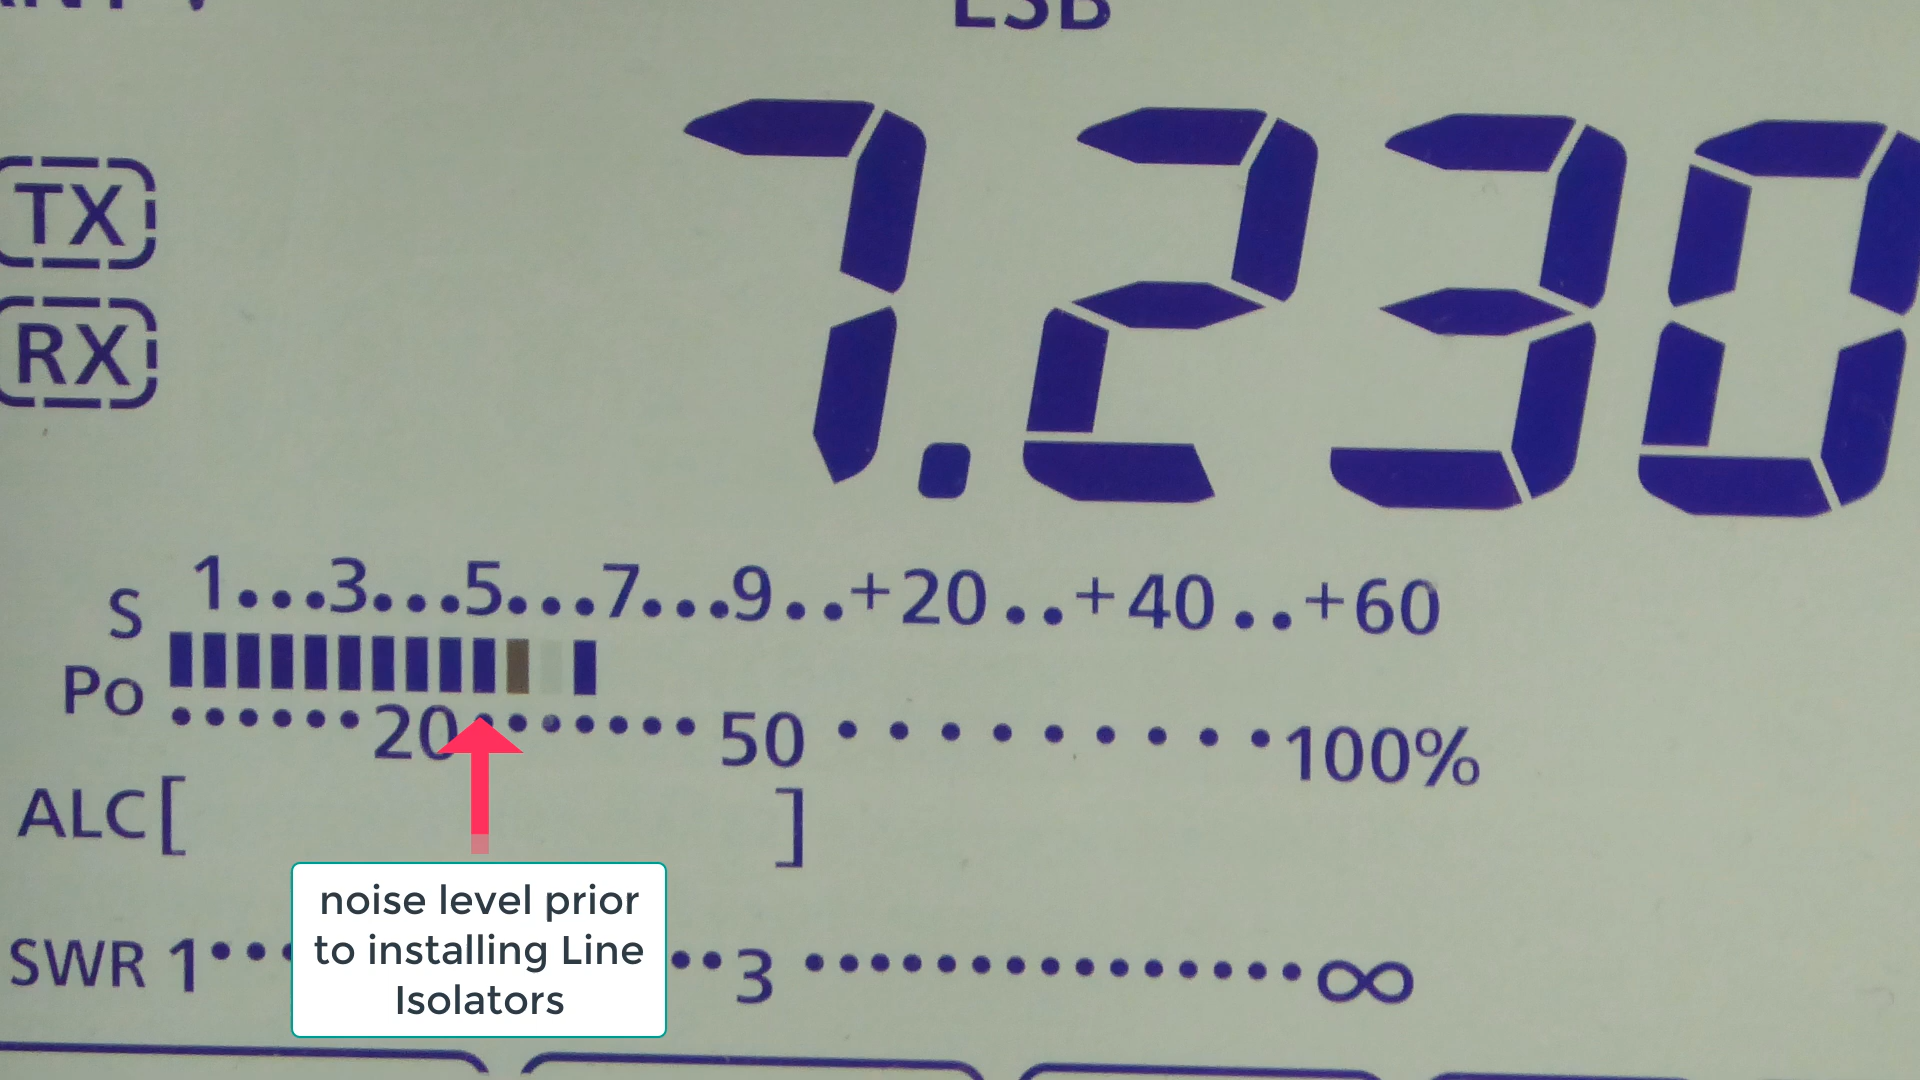 LSB
7.230
TX
RX
S 1...3...5...7...9..+20..+40..+60
Po ......20.......50.........100%
ALC[ ]
SWR 1•••
••3•••••••••••••••∞
noise level prior
to installing Line
Isolators